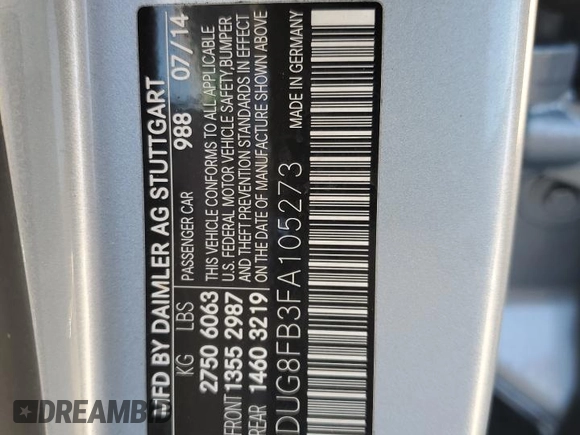 MFD BY DAIMLER AG STUTTGART
988 07/14
KG LBS PASSENGER CAR
2750 6063
FRONT 1355 2987
REAR 1460 3219
THIS VEHICLE CONFORMS TO ALL APPLICABLE
U.S. FEDERAL MOTOR VEHICLE SAFETY, BUMPER
AND THEFT PREVENTION STANDARDS IN EFFECT
ON THE DATE OF MANUFACTURE SHOWN ABOVE
DUG8FB3FA105273
MADE IN GERMANY
DREAMBID